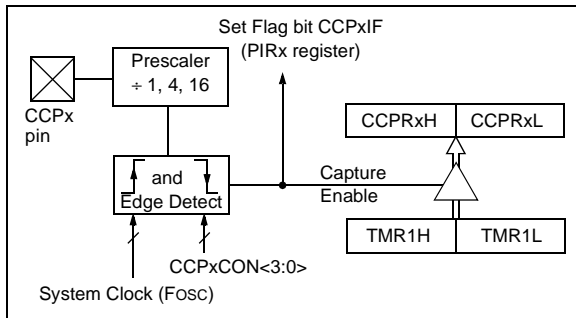 Set Flag bit CCPxIF
(PIRx register)
Prescaler
÷ 1, 4, 16
CCPx
pin
CCPRxH
CCPRxL
and
Edge Detect
Capture
Enable
TMR1H
TMR1L
CCPxCON<3:0>
System Clock (FOSC)